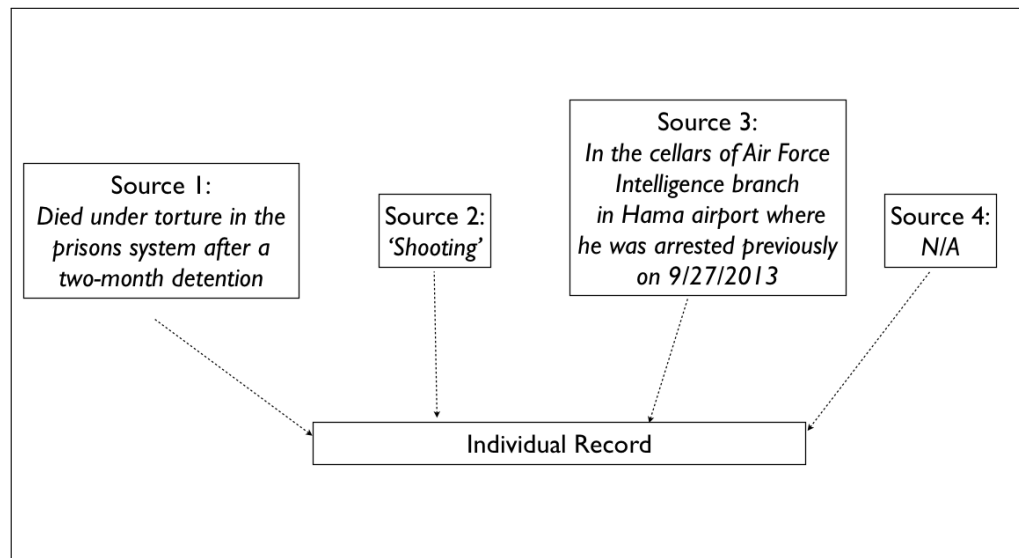 Source 1:
Died under torture in the
prisons system after a
two-month detention
Source 2:
‘Shooting’
Source 3:
In the cellars of Air Force
Intelligence branch
in Hama airport where
he was arrested previously
on 9/27/2013
Source 4:
N/A
Individual Record